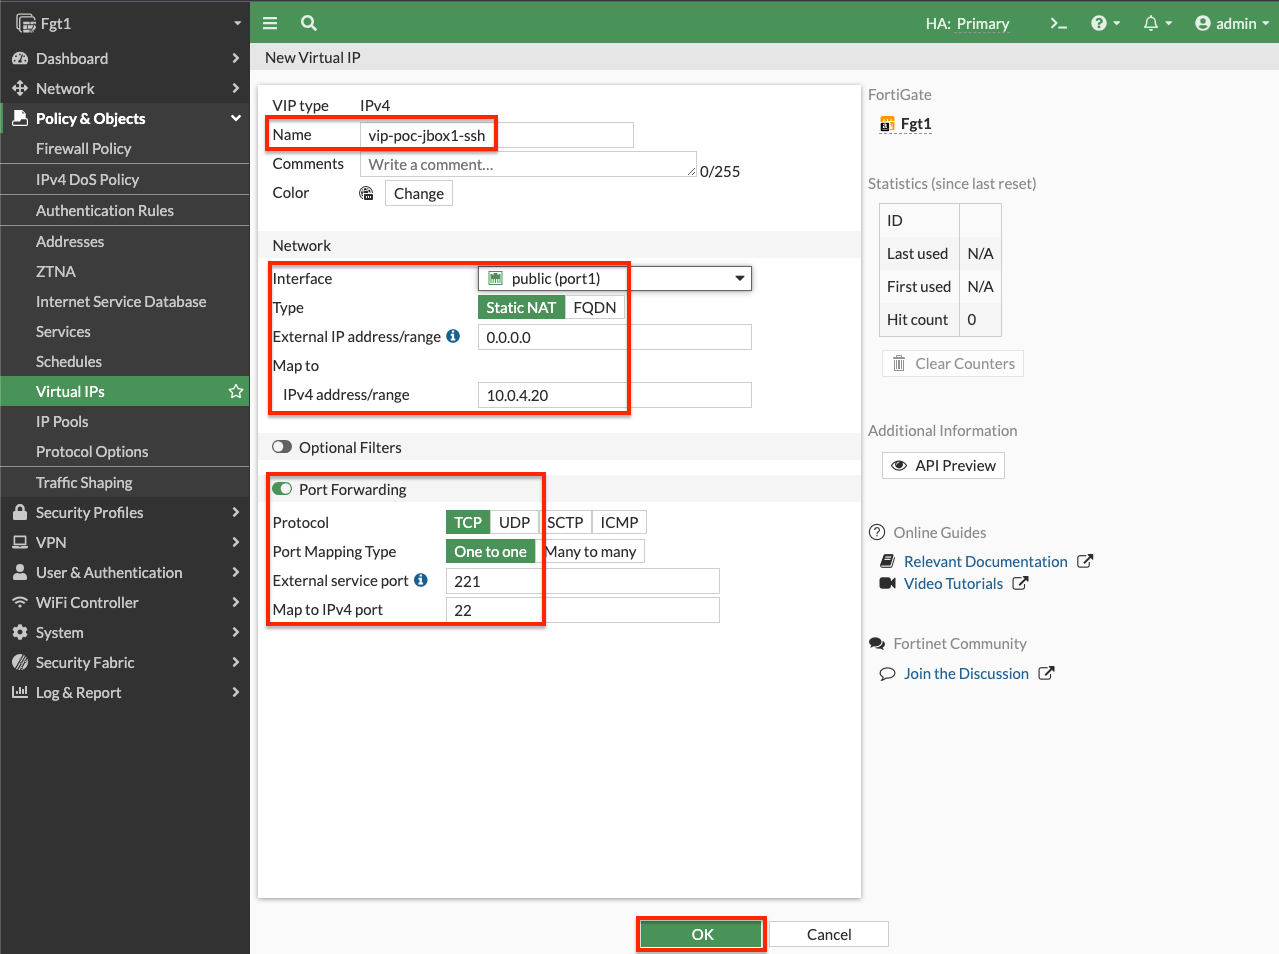 Fgt1
HA: Primary
admin
Dashboard
Network
Policy & Objects
Firewall Policy
IPv4 DoS Policy
Authentication Rules
Addresses
ZTNA
Internet Service Database
Services
Schedules
Virtual IPs
IP Pools
Protocol Options
Traffic Shaping
Security Profiles
VPN
User & Authentication
WiFi Controller
System
Security Fabric
Log & Report
New Virtual IP
VIP type IPv4
Name vip-poc-jbox1-ssh
Comments Write a comment... 0/255
Color Change
Network
Interface public (port1)
Type Static NAT FQDN
External IP address/range 0.0.0.0
Map to
IPv4 address/range 10.0.4.20
Optional Filters
Port Forwarding
Protocol TCP UDP SCTP ICMP
Port Mapping Type One to one Many to many
External service port 221
Map to IPv4 port 22
OK Cancel
FortiGate
Fgt1
Statistics (since last reset)
ID
Last used N/A
First used N/A
Hit count 0
Clear Counters
Additional Information
API Preview
Online Guides
Relevant Documentation
Video Tutorials
Fortinet Community
Join the Discussion